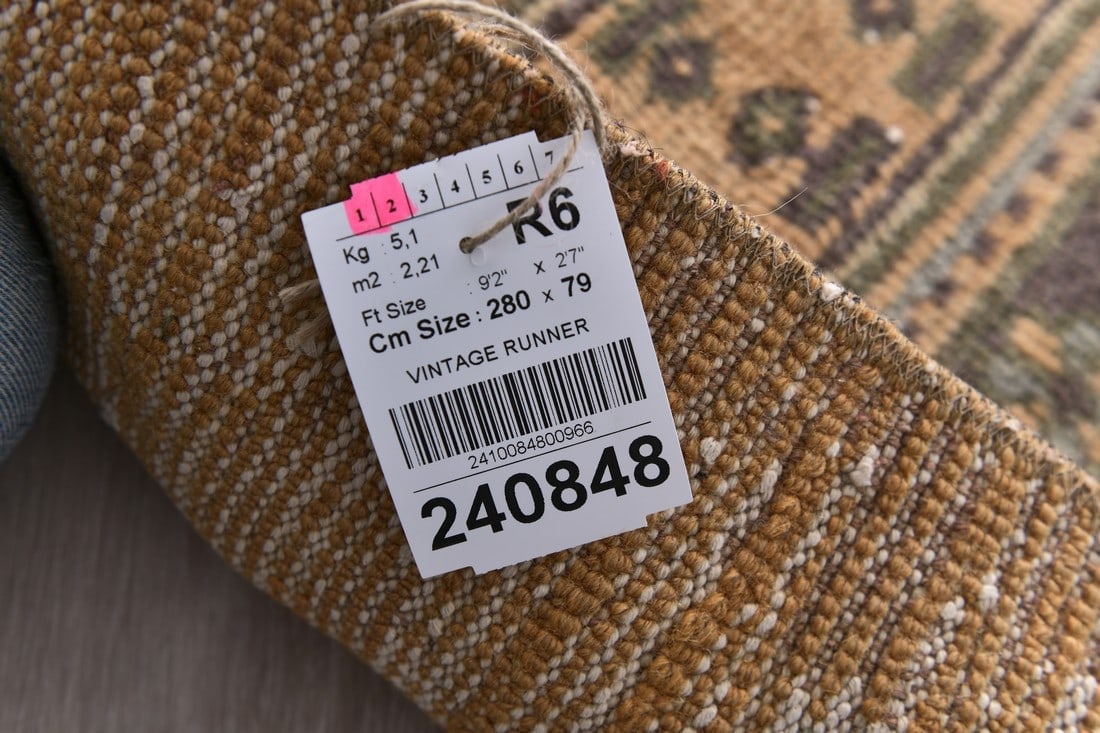 1 2 3 4 5 6 7
R6
Kg : 5,1
m2 : 2,21
Ft Size : 9'2" x 2'7"
Cm Size : 280 x 79
VINTAGE RUNNER
2410084800966
240848